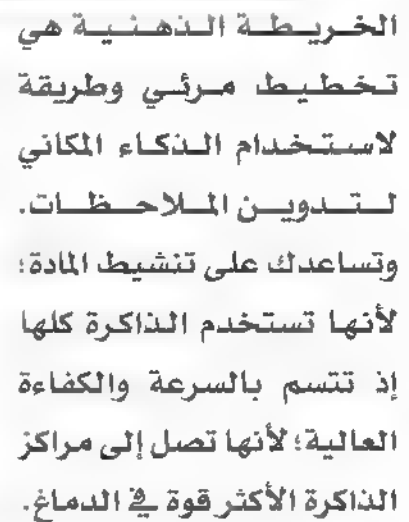 الخريطة الذهنية هي
تخطيط مرئي وطريقة
لاستخدام الذكاء المكاني
لتدوين الملاحظات.
وتساعدك على تنشيط المادة؛
لأنها تستخدم الذاكرة كلها
إذ تتسم بالسرعة والكفاءة
العالية؛ لأنها تصل إلى مراكز
الذاكرة الأكثر قوة في الدماغ.